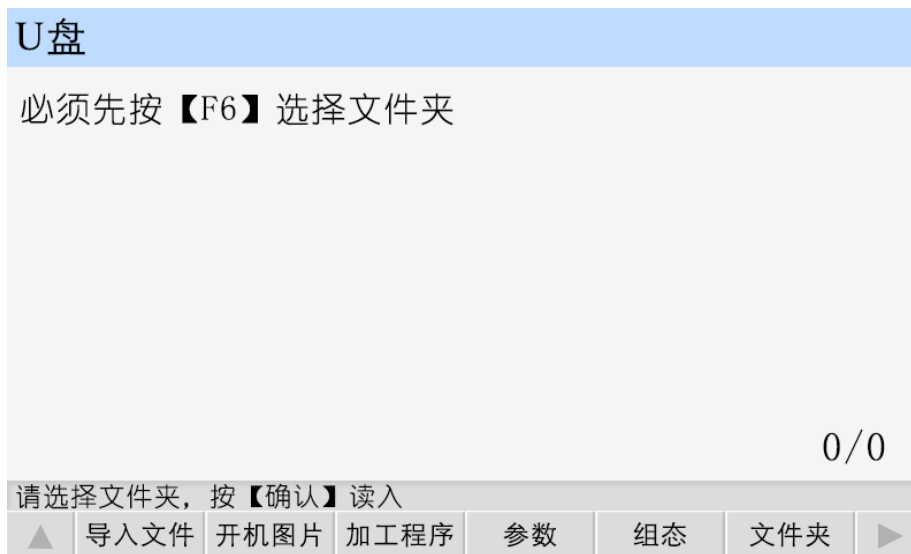 U盘
必须先按【F6】选择文件夹
0/0
请选择文件夹，按【确认】读入
导入文件 开机图片 加工程序 参数 组态 文件夹